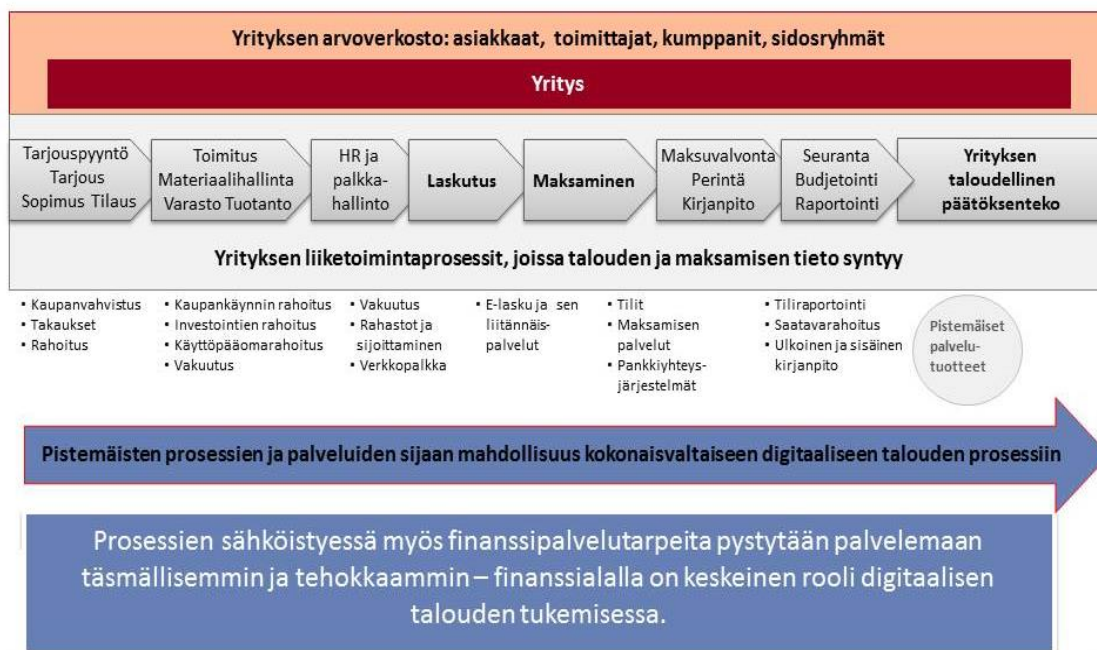 Yrityksen arvoverkosto: asiakkaat, toimittajat, kumppanit, sidosryhmät
Yritys
Tarjouspyyntö
Tarjous
Sopimus Tilaus
Toimitus
Materiaalihallinta
Varasto Tuotanto
HR ja
palkka-
hallinto
Laskutus
Maksaminen
Maksuvalvonta
Perintä
Kirjanpito
Seuranta
Budjetointi
Raportointi
Yrityksen
taloudellinen
päätöksenteko
Yrityksen liiketoimintaprosessit, joissa talouden ja maksamisen tieto syntyy
• Kaupanvahvistus
• Takaukset
• Rahoitus
• Kaupankäynnin rahoitus
• Investointien rahoitus
• Käyttöpääomarahoitus
• Vakuutus
• Vakuutus
• Rahastot ja
sijoittaminen
• Verkkopalkka
• E-lasku ja sen
liitännäis-
palvelut
• Tilit
• Maksamisen
palvelut
• Pankkiyhteys-
järjestelmät
• Tiliraportointi
• Saatavarahoitus
• Ulkoinen ja sisäinen
kirjanpito
Pistemäiset
palvelu-
tuotteet
Pistemäisten prosessien ja palveluiden sijaan mahdollisuus kokonaisvaltaiseen digitaaliseen talouden prosessiin
Prosessien sähköistyessä myös finanssipalvelutarpeita pystytään palvelemaan
täsmällisemmin ja tehokkaammin – finanssialalla on keskeinen rooli digitaalisen
talouden tukemisessa.